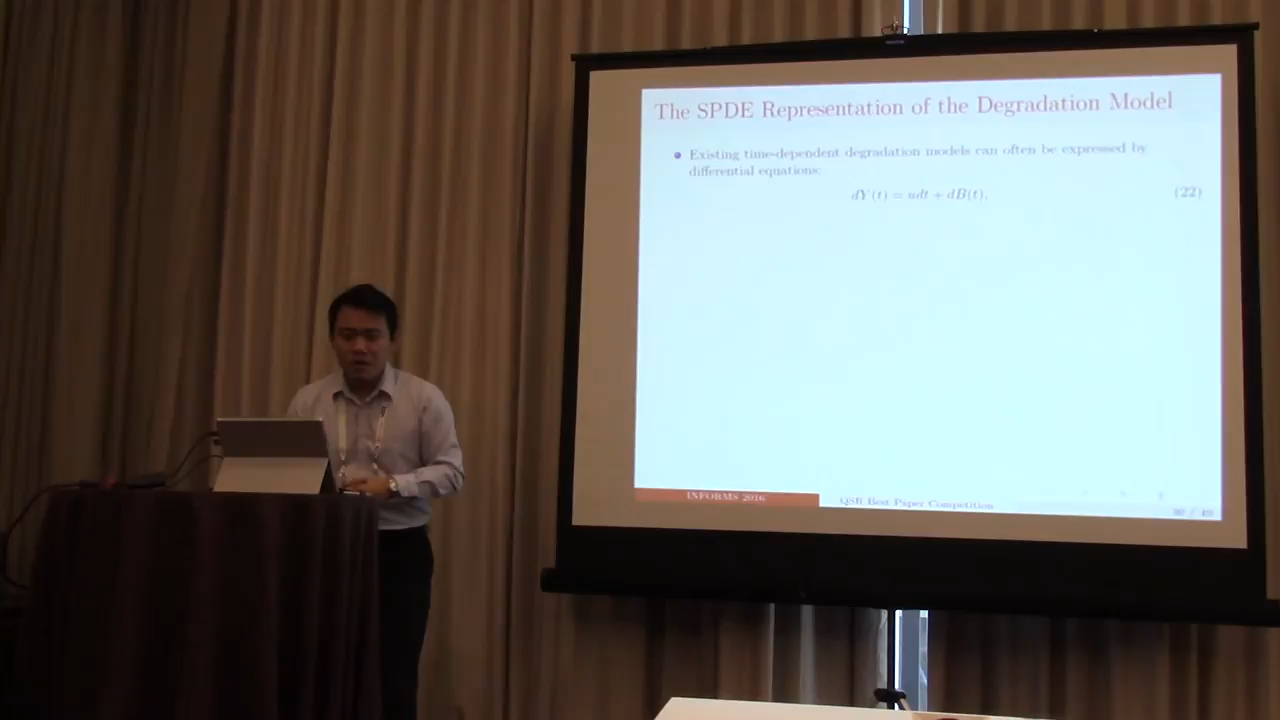 The SPDE Representation of the Degradation Model
Existing time-dependent degradation models can often be expressed by
differential equations:
dY(t) = udt + dB(t), (22)
INFORMS 2016 QSR Best Paper Competition